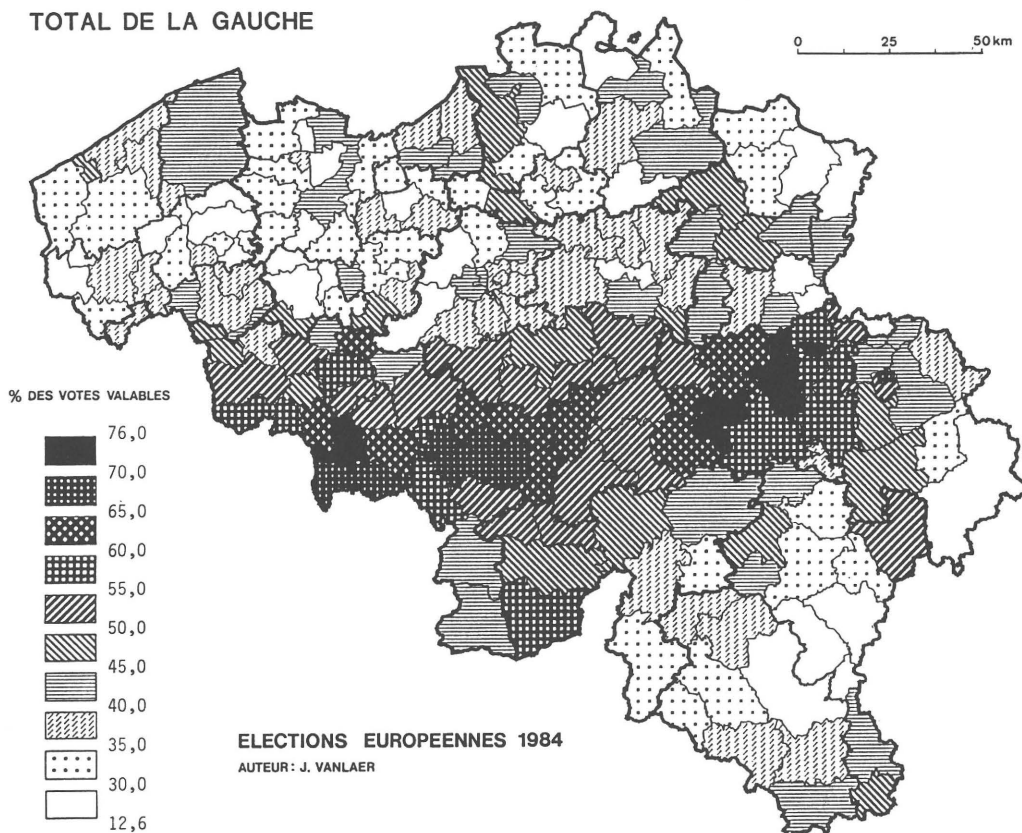 TOTAL DE LA GAUCHE
0 25 50 km
% DES VOTES VALABLES
76,0
70,0
65,0
60,0
55,0
50,0
45,0
40,0
35,0
30,0
12,6
ELECTIONS EUROPEENNES 1984
AUTEUR: J. VANLAER